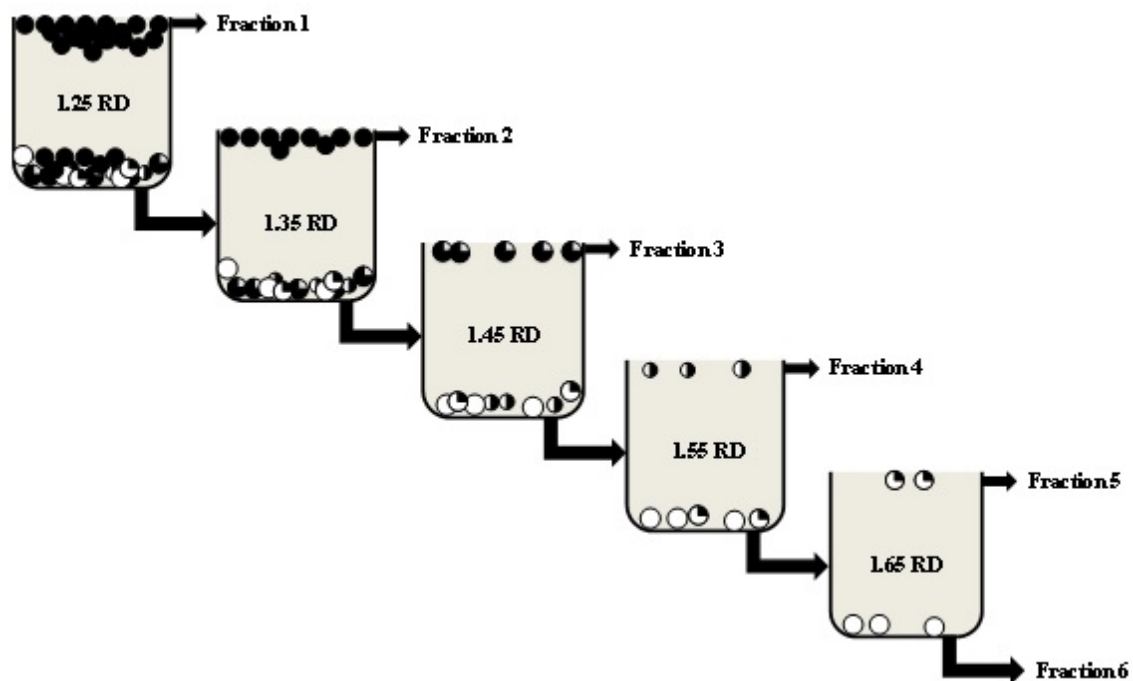 Fraction 1
1.25 RD
Fraction 2
1.35 RD
Fraction 3
1.45 RD
Fraction 4
1.55 RD
Fraction 5
1.65 RD
Fraction 6